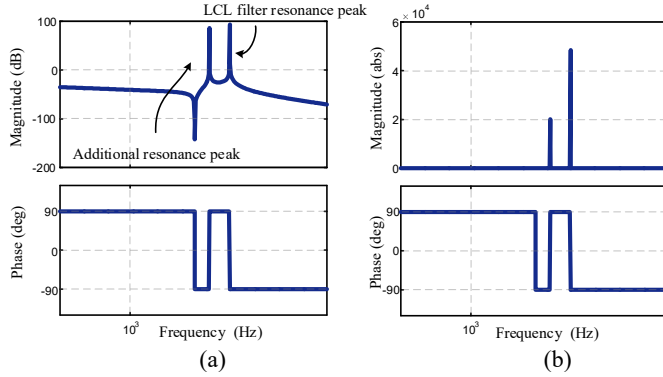 LCL filter resonance peak
100
0
-100
-200
Magnitude (dB)
Additional resonance peak
90
0
-90
Phase (deg)
10³
Frequency (Hz)
(a)
×10⁴
6
4
2
0
Magnitude (abs)
90
0
-90
Phase (deg)
10³
Frequency (Hz)
(b)